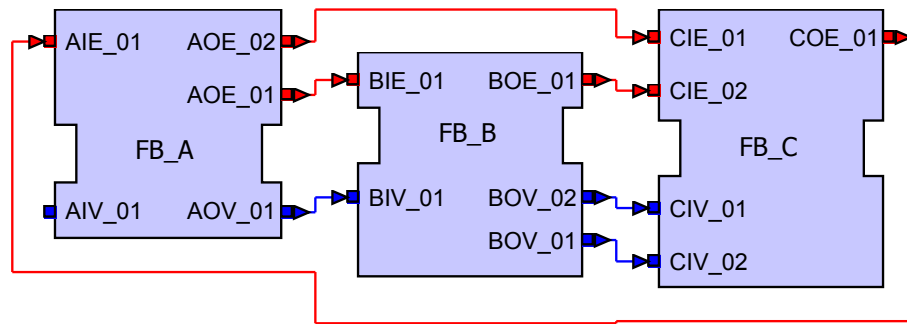 AIE_01
AOE_02
AOE_01
FB_A
AIV_01
AOV_01
BIE_01
BOE_01
FB_B
BIV_01
BOV_02
BOV_01
CIE_01
COE_01
CIE_02
FB_C
CIV_01
CIV_02